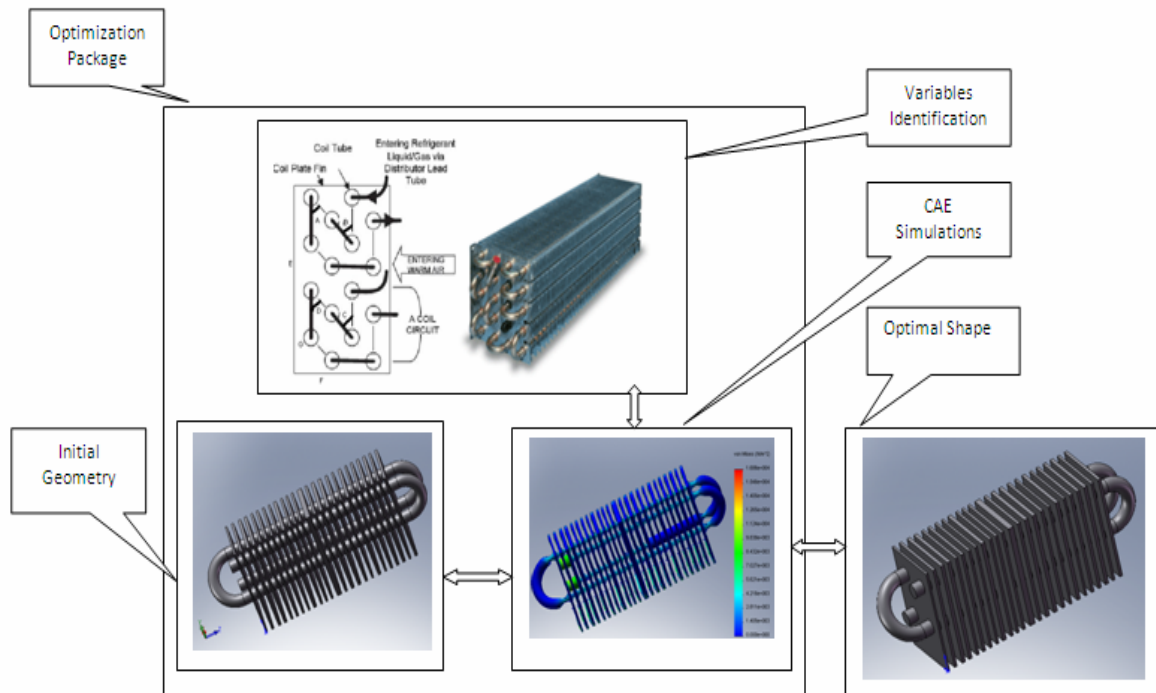 Optimization
Package
Variables
Identification
Coil Tube
Coil Plate Fin
Entering Refrigerant
Liquid/Gas via
Distributor Lead
Tube
A
B
E
ENTERING
WARM AIR
D
C
A COIL
CIRCUIT
G
F
CAE
Simulations
Optimal Shape
Initial
Geometry